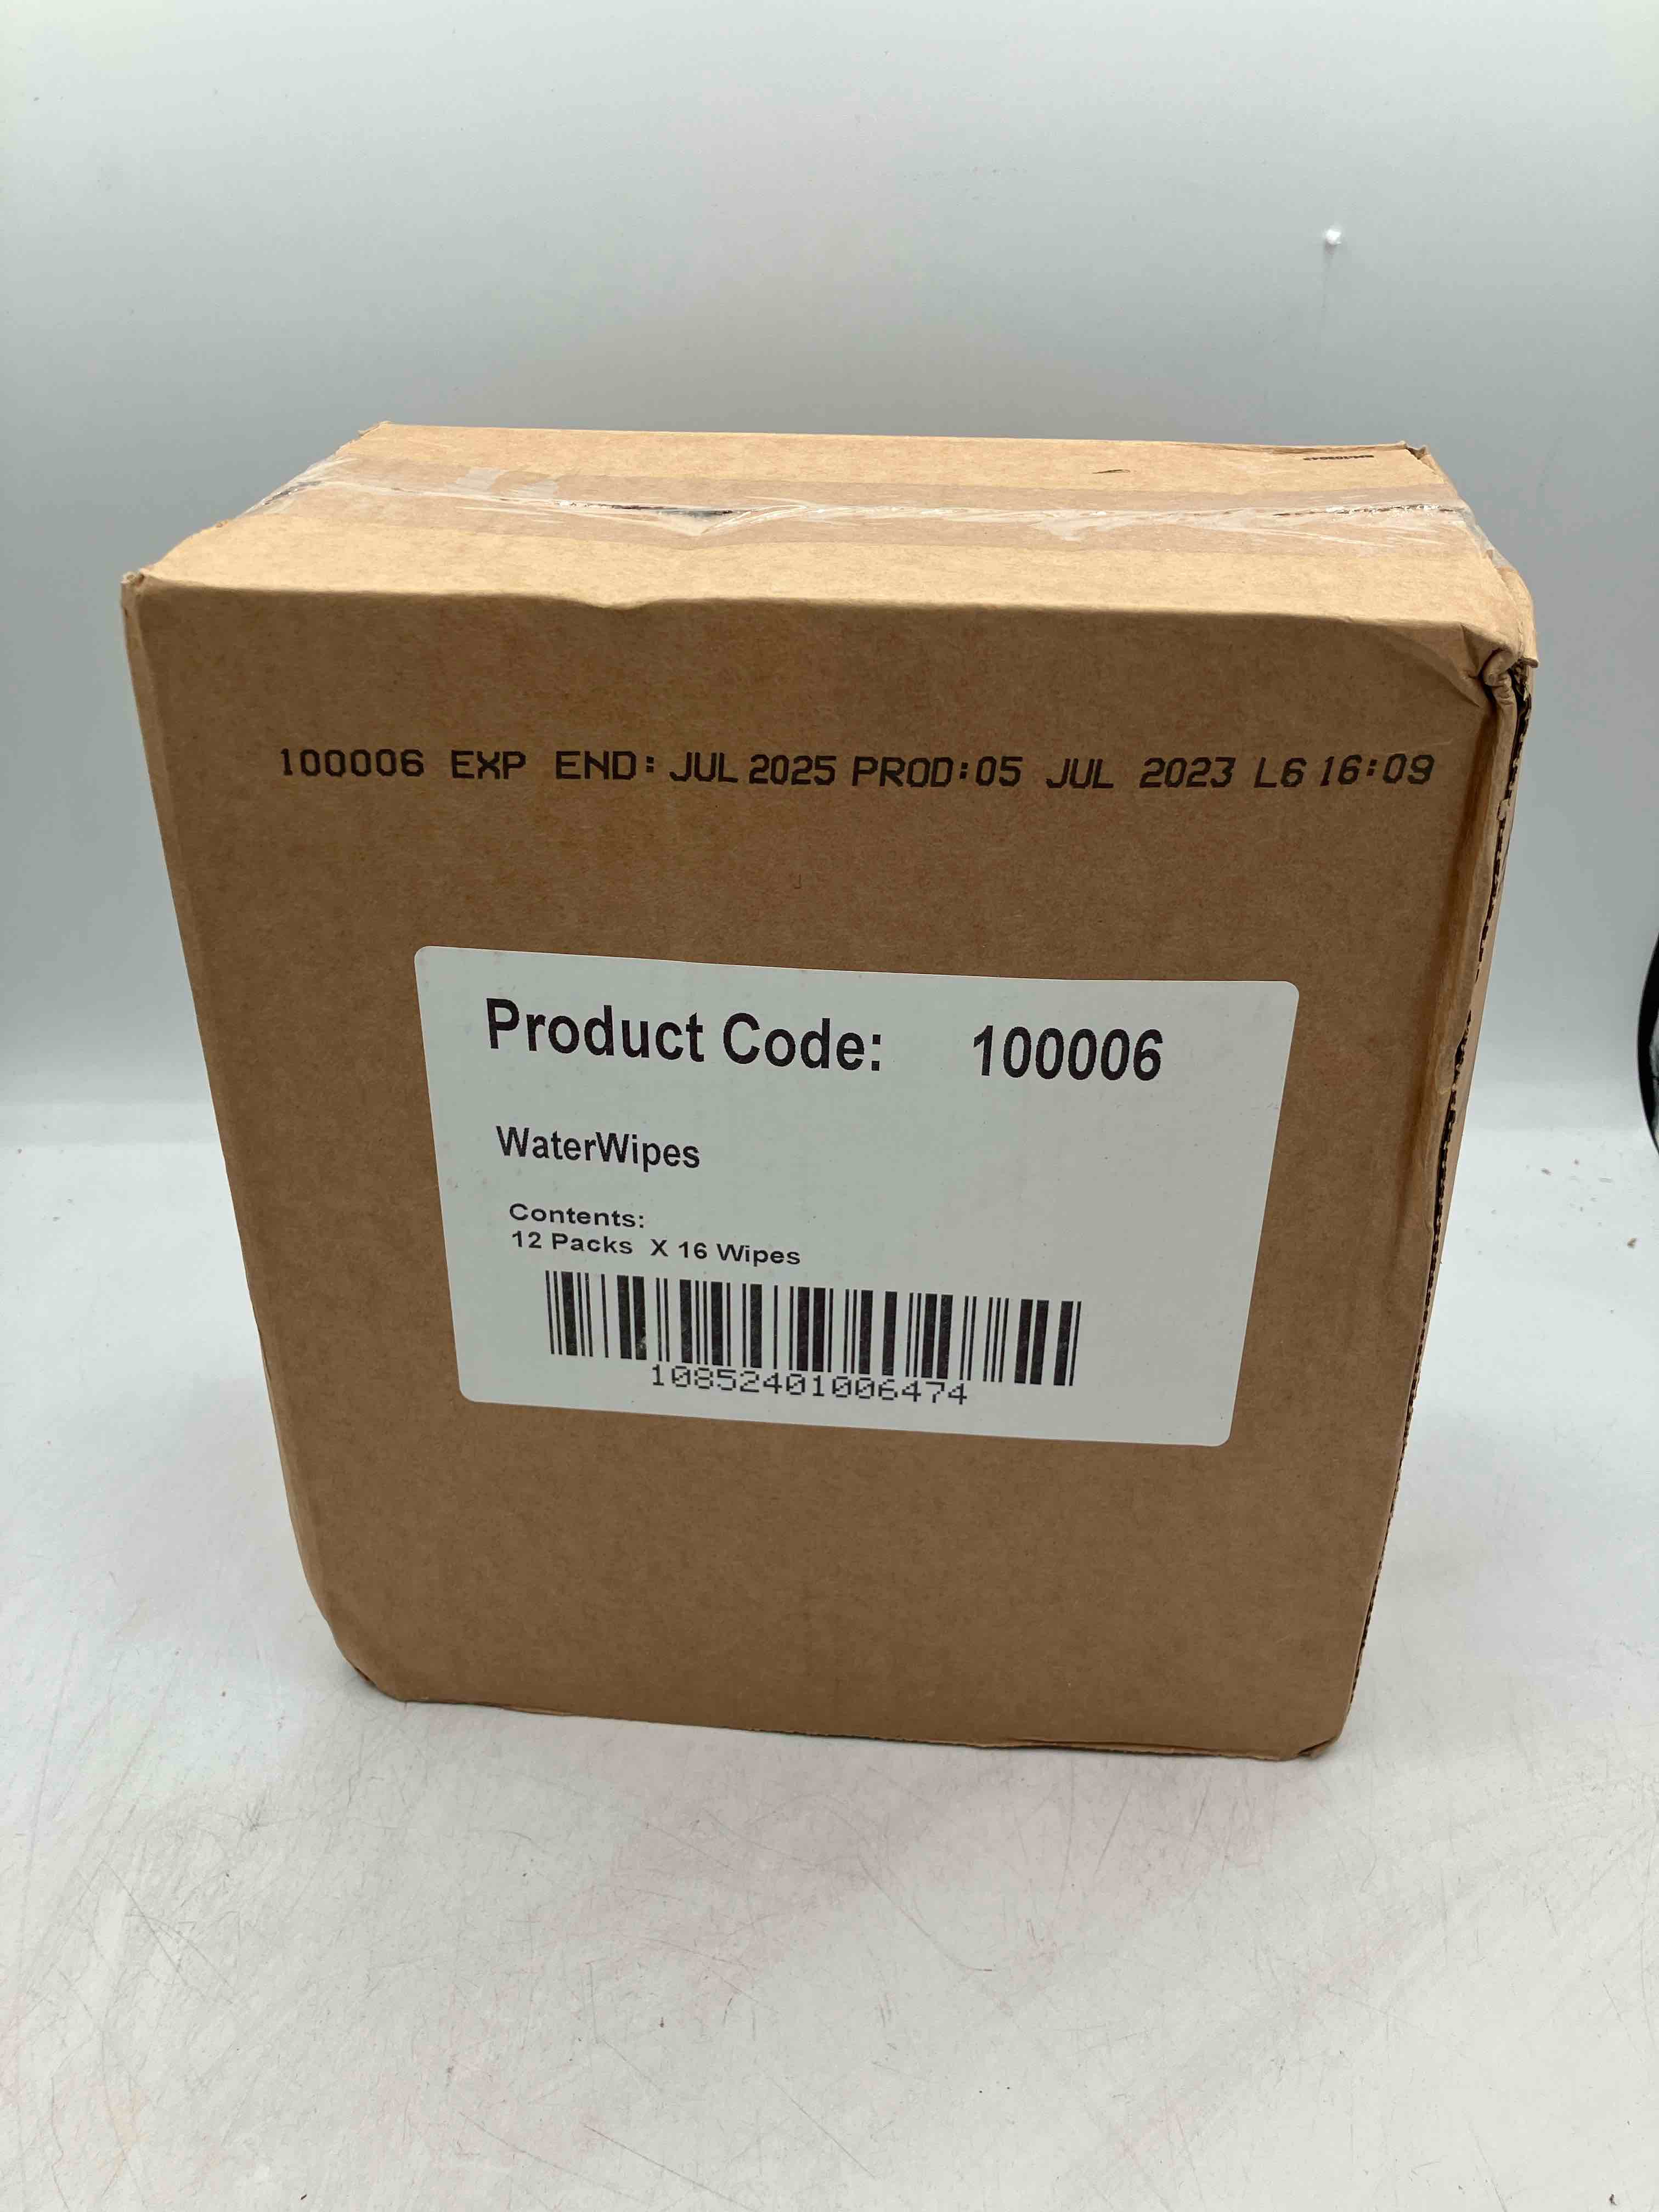 100006 EXP END: JUL 2025 PROD:05 JUL 2023 L6 16:09
Product Code: 100006
WaterWipes
Contents:
12 Packs X 16 Wipes
10852401006474